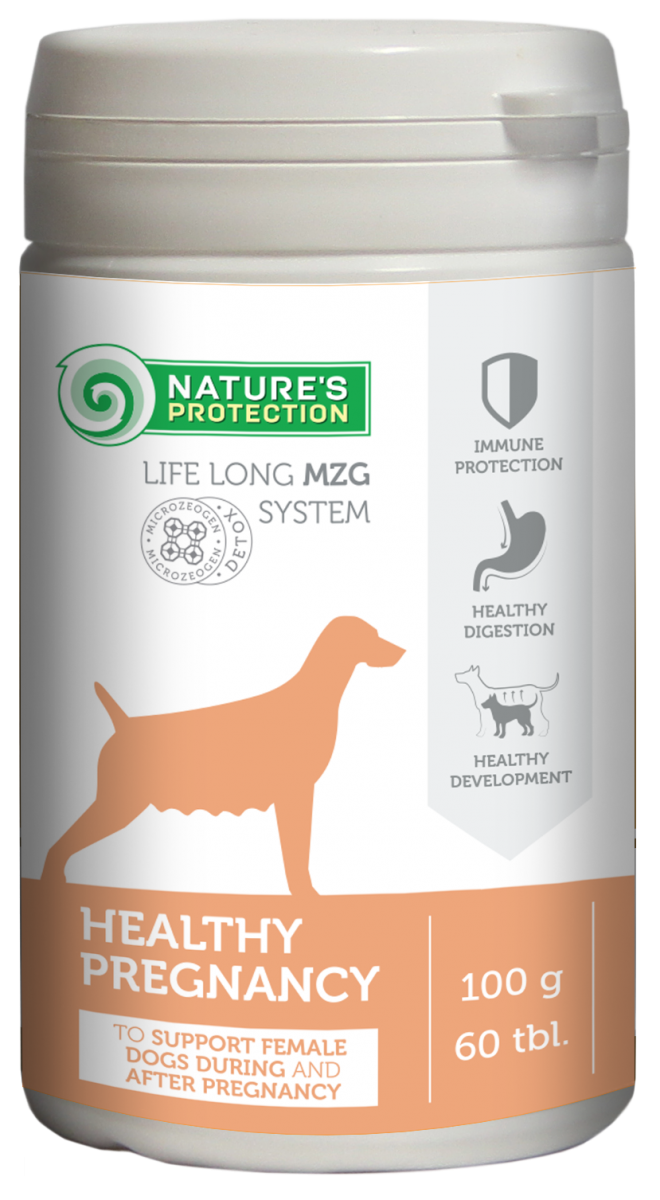 NATURE'S
PROTECTION
LIFE LONG MZG
SYSTEM
MICROZEOGEN
MICROZEOGEN
DETOX
IMMUNE
PROTECTION
HEALTHY
DIGESTION
HEALTHY
DEVELOPMENT
HEALTHY
PREGNANCY
TO SUPPORT FEMALE
DOGS DURING AND
AFTER PREGNANCY
100 g
60 tbl.